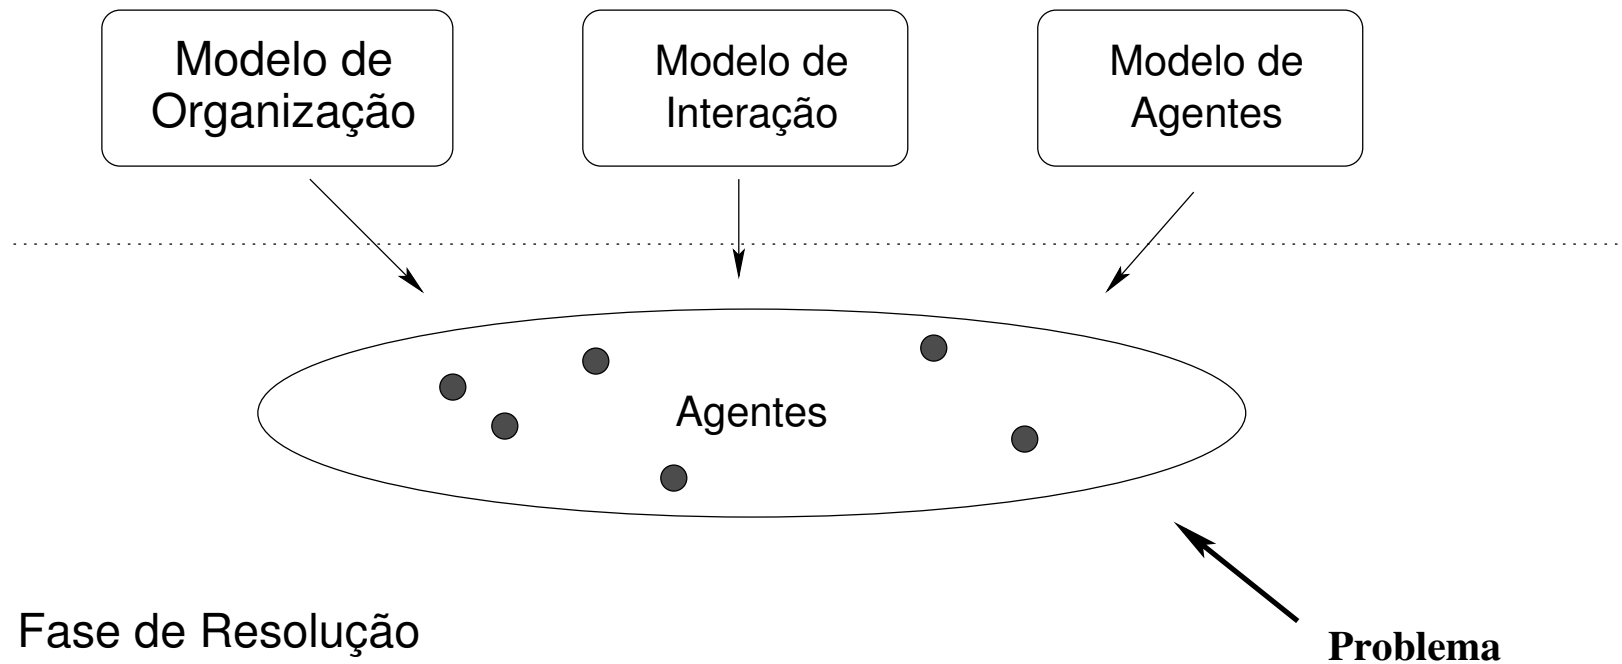 Modelo de
Organização
Modelo de
Interação
Modelo de
Agentes
Agentes
Fase de Resolução
Problema